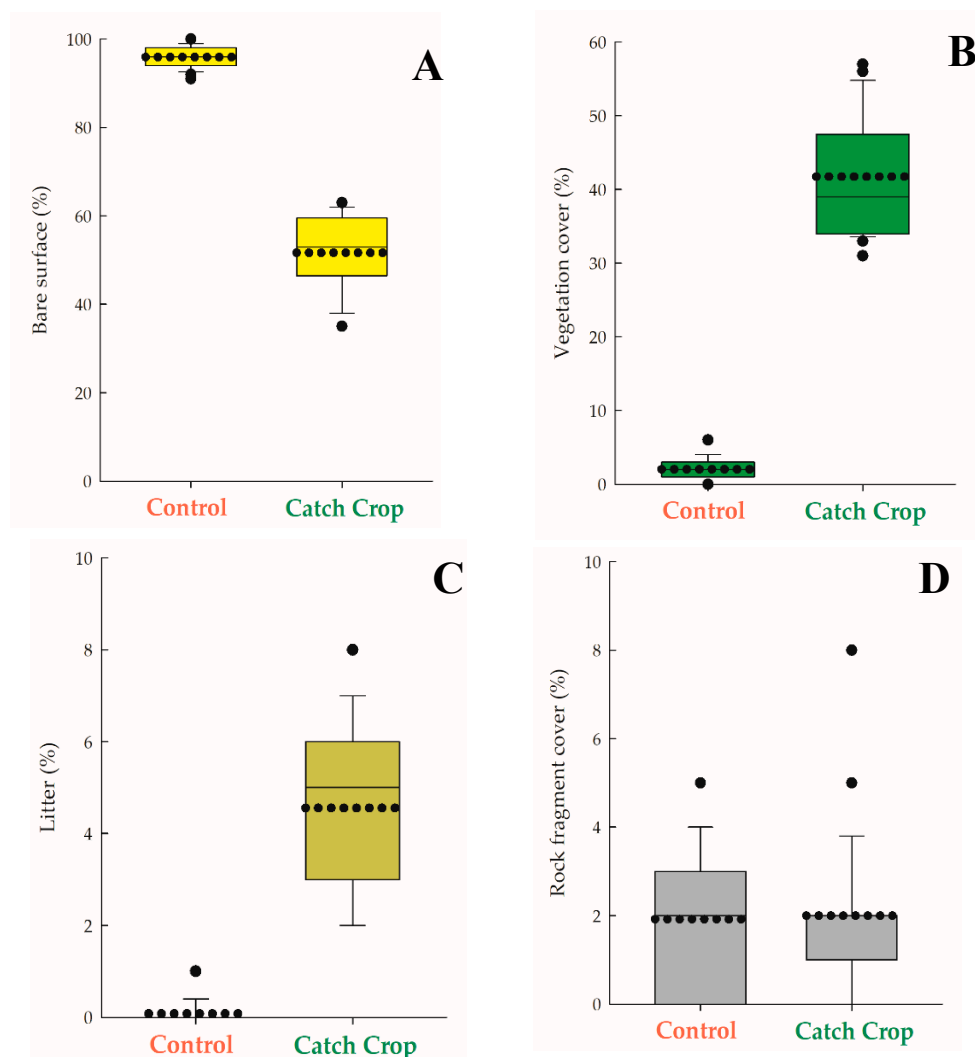 A
Bare surface (%)
100
80
60
40
20
0
Control Catch Crop
B
Vegetation cover (%)
60
50
40
30
20
10
0
Control Catch Crop
C
Litter (%)
10
8
6
4
2
0
Control Catch Crop
D
Rock fragment cover (%)
10
8
6
4
2
0
Control Catch Crop